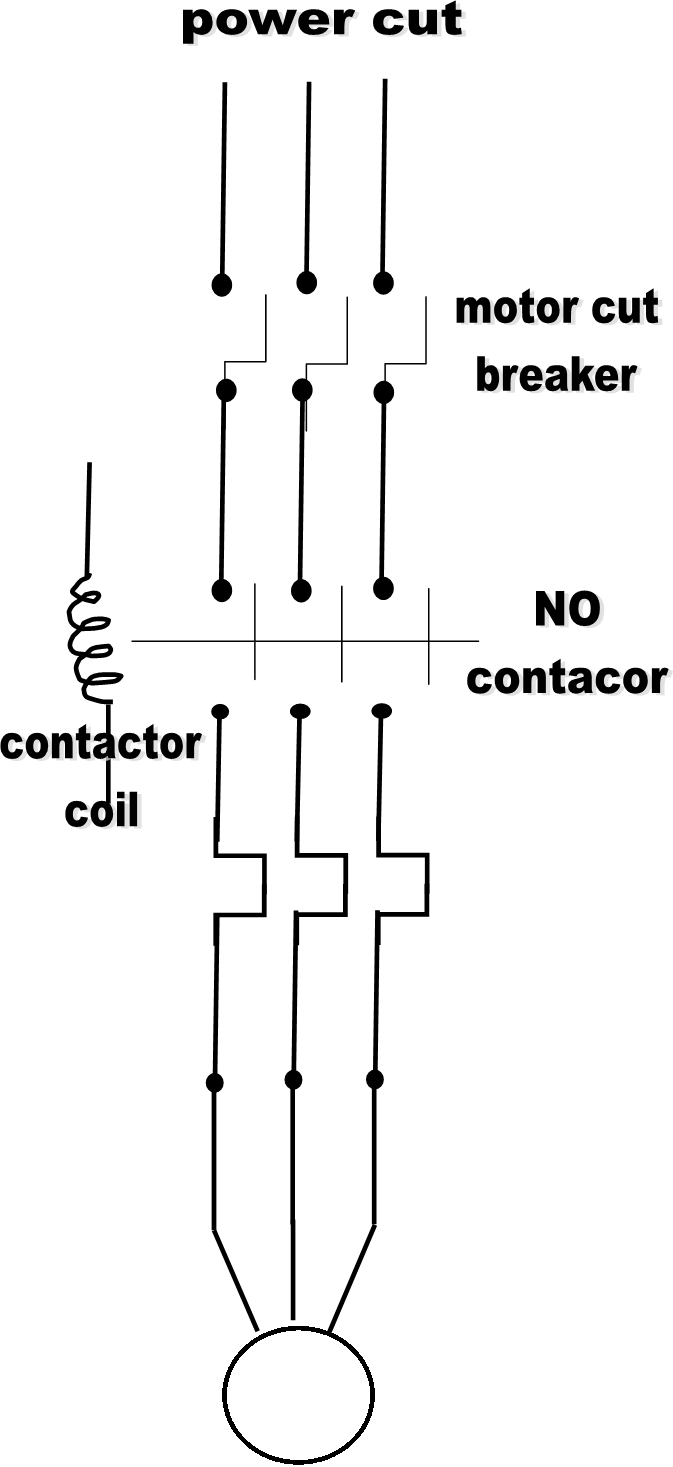 power cut
motor cut
breaker
NO
contacor
contactor
coil